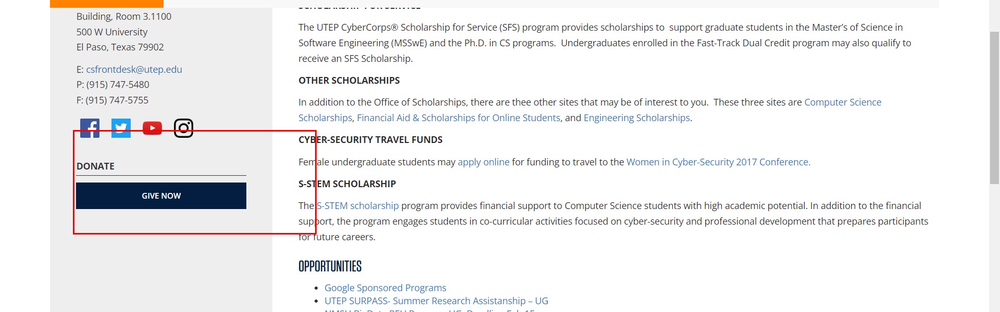 Building, Room 3.1100
500 W University
El Paso, Texas 79902
E: csfrontdesk@utep.edu
P: (915) 747-5480
F: (915) 747-5755
DONATE
GIVE NOW
SCHOLARSHIP FOR SERVICE
The UTEP CyberCorps® Scholarship for Service (SFS) program provides scholarships to support graduate students in the Master’s of Science in
Software Engineering (MSSwE) and the Ph.D. in CS programs. Undergraduates enrolled in the Fast-Track Dual Credit program may also qualify to
receive an SFS Scholarship.
OTHER SCHOLARSHIPS
In addition to the Office of Scholarships, there are thee other sites that may be of interest to you. These three sites are Computer Science
Scholarships, Financial Aid & Scholarships for Online Students, and Engineering Scholarships.
CYBER-SECURITY TRAVEL FUNDS
Female undergraduate students may apply online for funding to travel to the Women in Cyber-Security 2017 Conference.
S-STEM SCHOLARSHIP
The S-STEM scholarship program provides financial support to Computer Science students with high academic potential. In addition to the financial
support, the program engages students in co-curricular activities focused on cyber-security and professional development that prepares participants
for future careers.
OPPORTUNITIES
Google Sponsored Programs
UTEP SURPASS- Summer Research Assistanship – UG